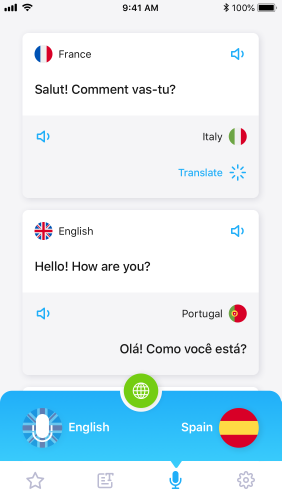 9:41 AM
100%
France
Salut! Comment vas-tu?
Italy
Translate
English
Hello! How are you?
Portugal
Olá! Como você está?
English
Spain